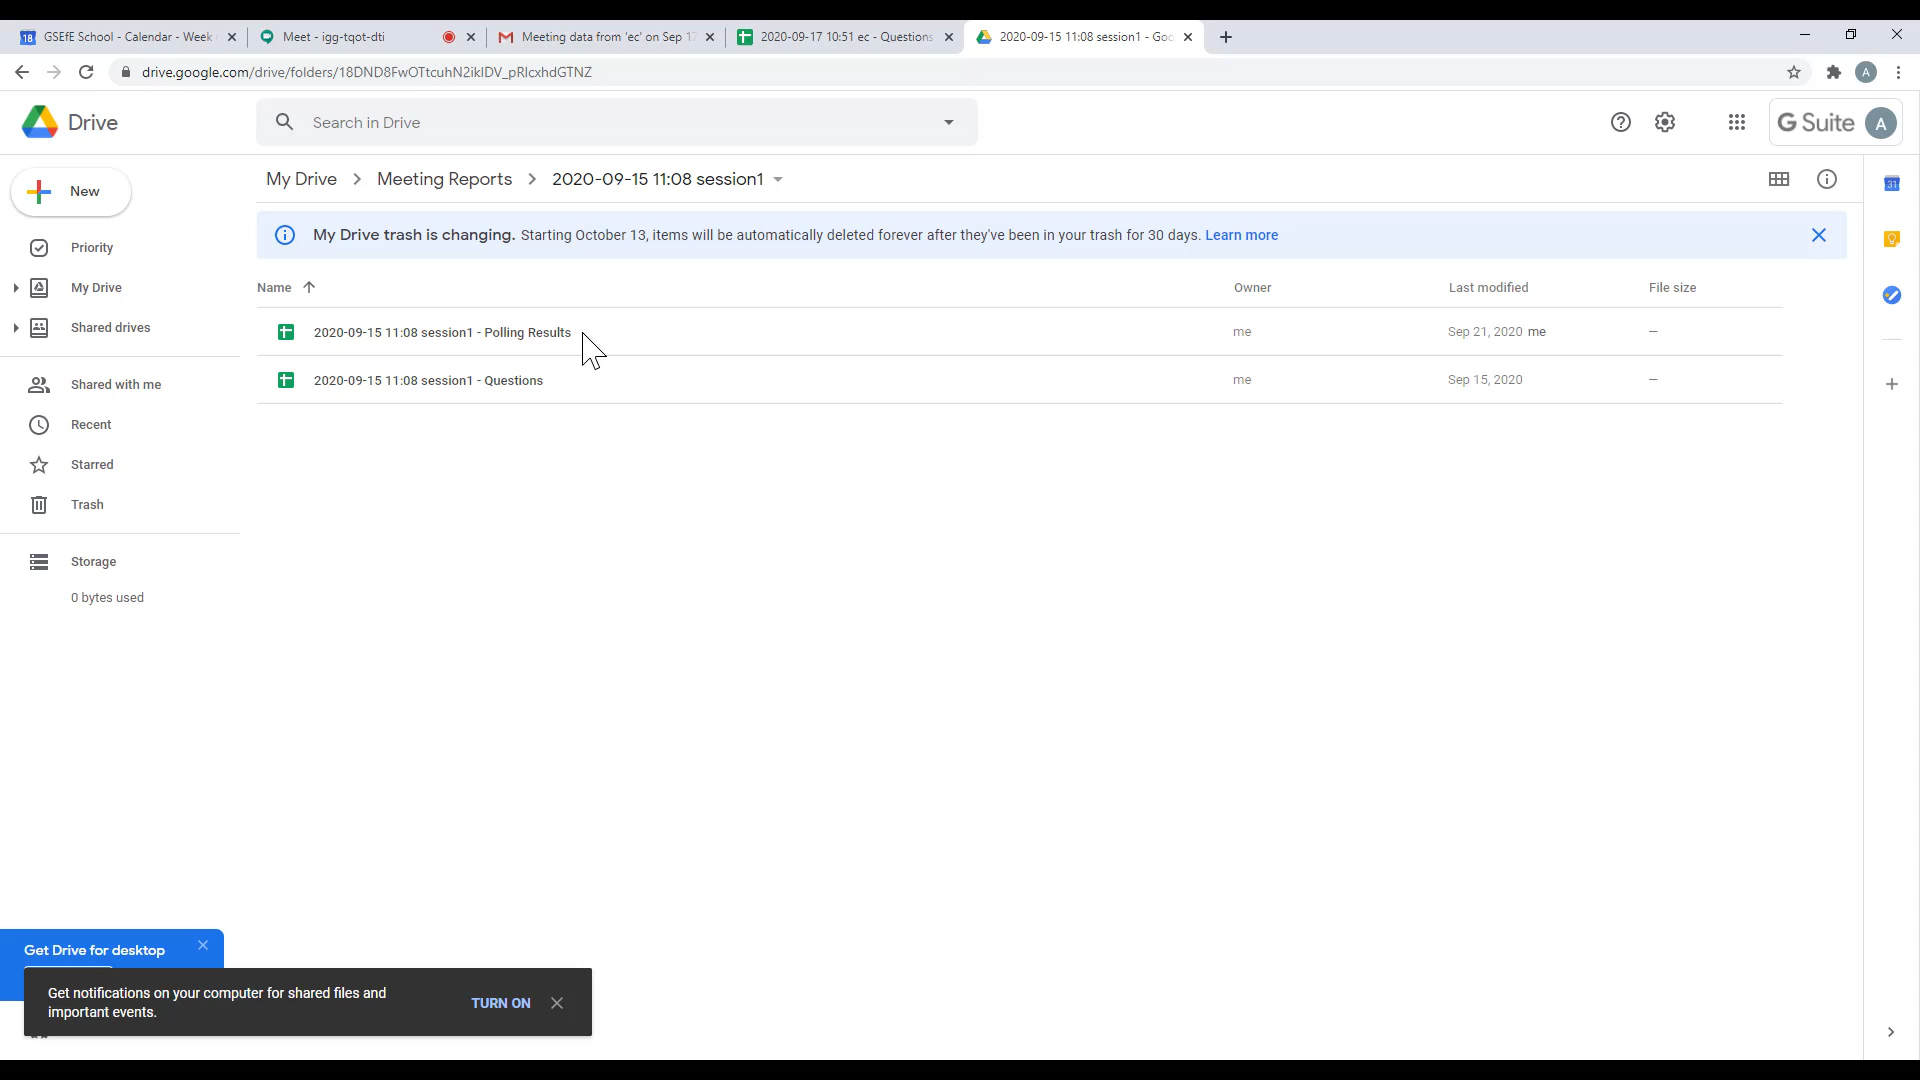 GSEfE School - Calendar - Week
Meet - igg-tqot-dti
Meeting data from 'ec' on Sep 17
2020-09-17 10:51 ec - Questions
2020-09-15 11:08 session1 - Goo
drive.google.com/drive/folders/18DND8FwOTtcuhN2ikIDV_pRIcxhdGTNZ
A
Drive
Search in Drive
G Suite
A
New
My Drive
Meeting Reports
2020-09-15 11:08 session1
My Drive trash is changing. Starting October 13, items will be automatically deleted forever after they've been in your trash for 30 days. Learn more
Priority
My Drive
Shared drives
Shared with me
Recent
Starred
Trash
Storage
0 bytes used
Name
Owner
Last modified
File size
2020-09-15 11:08 session1 - Polling Results
me
Sep 21, 2020 me
–
2020-09-15 11:08 session1 - Questions
me
Sep 15, 2020
–
31
Get Drive for desktop
Get notifications on your computer for shared files and
important events.
TURN ON